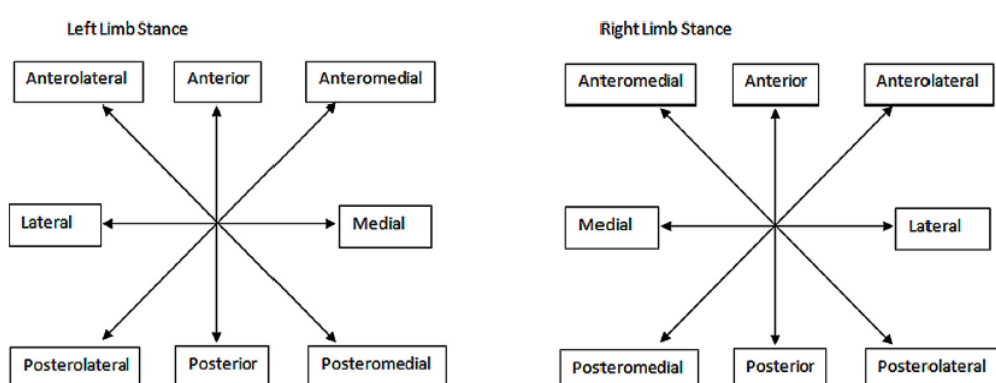 Left Limb Stance
Anterolateral
Anterior
Anteromedial
Lateral
Medial
Posterolateral
Posterior
Posteromedial
Right Limb Stance
Anteromedial
Anterior
Anterolateral
Medial
Lateral
Posteromedial
Posterior
Posterolateral